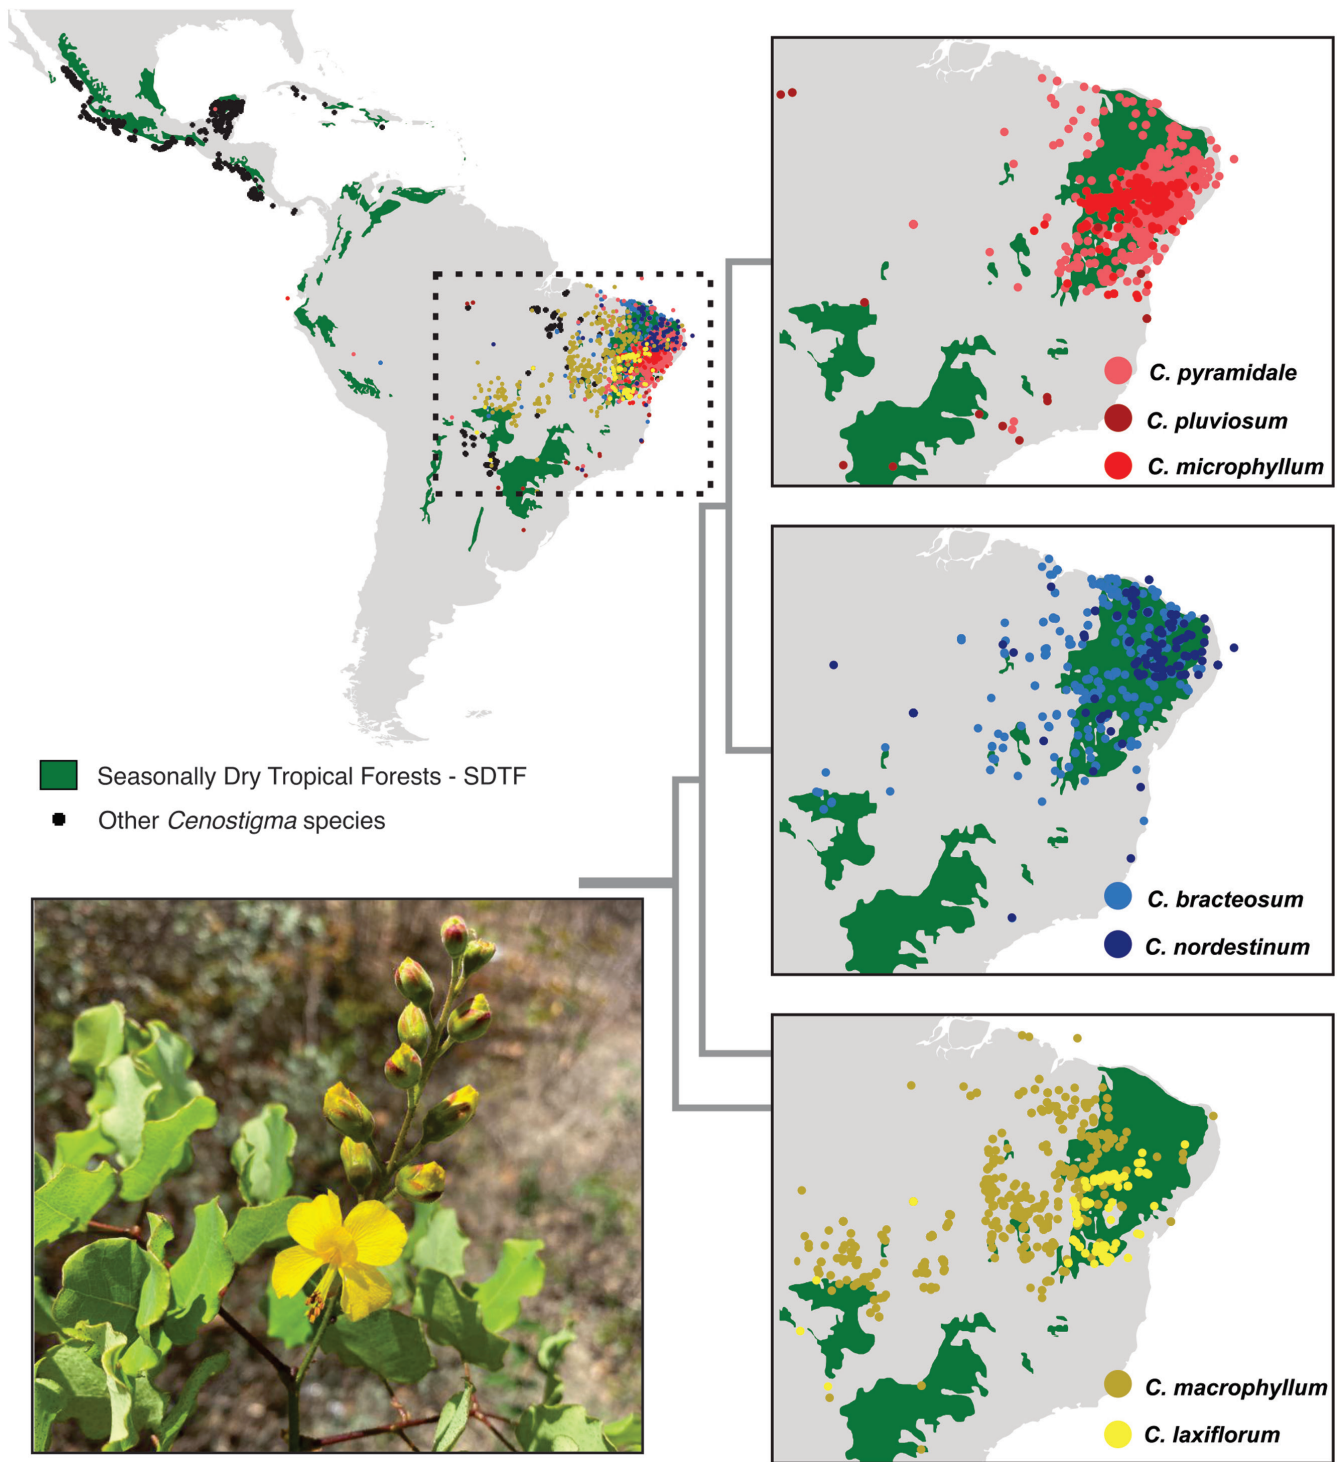 C. pyramidale
C. pluviosum
C. microphyllum
Seasonally Dry Tropical Forests - SDTF
Other Cenostigma species
C. bracteosum
C. nordestinum
C. macrophyllum
C. laxiflorum